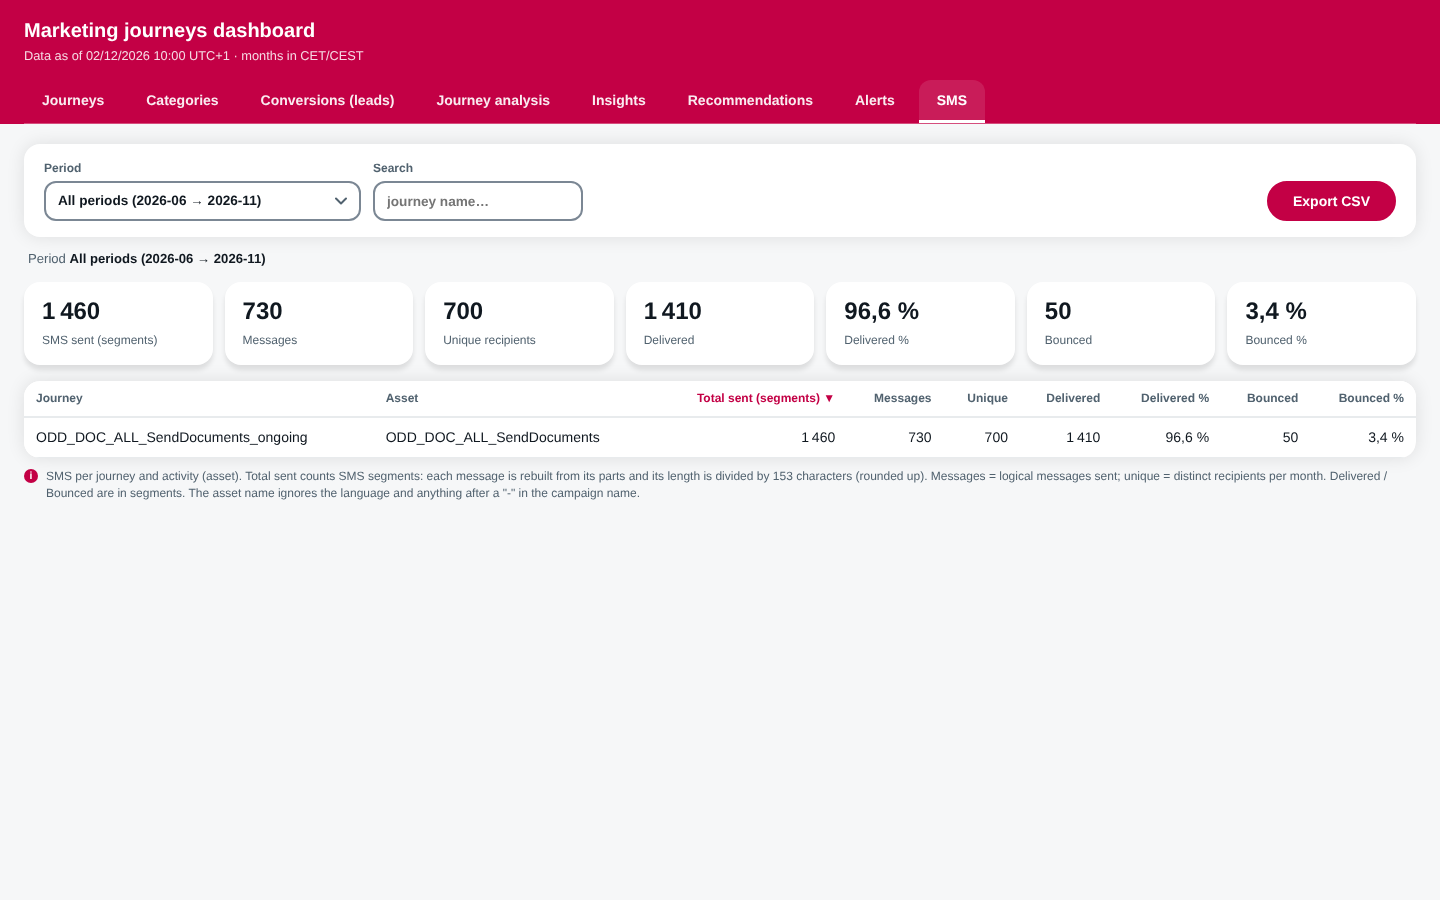 Marketing journeys dashboard
Data as of 02/12/2026 10:00 UTC+1 · months in CET/CEST
Journeys Categories Conversions (leads) Journey analysis Insights Recommendations Alerts SMS
Period Search
All periods (2026-06 → 2026-11) journey name… Export CSV
Period All periods (2026-06 → 2026-11)
1 460 730 700 1 410 96,6 % 50 3,4 %
SMS sent (segments) Messages Unique recipients Delivered Delivered % Bounced Bounced %
Journey Asset Total sent (segments) ▼ Messages Unique Delivered Delivered % Bounced Bounced %
ODD_DOC_ALL_SendDocuments_ongoing ODD_DOC_ALL_SendDocuments 1 460 730 700 1 410 96,6 % 50 3,4 %
i SMS per journey and activity (asset). Total sent counts SMS segments: each message is rebuilt from its parts and its length is divided by 153 characters (rounded up). Messages = logical messages sent; unique = distinct recipients per month. Delivered /
Bounced are in segments. The asset name ignores the language and anything after a "-" in the campaign name.